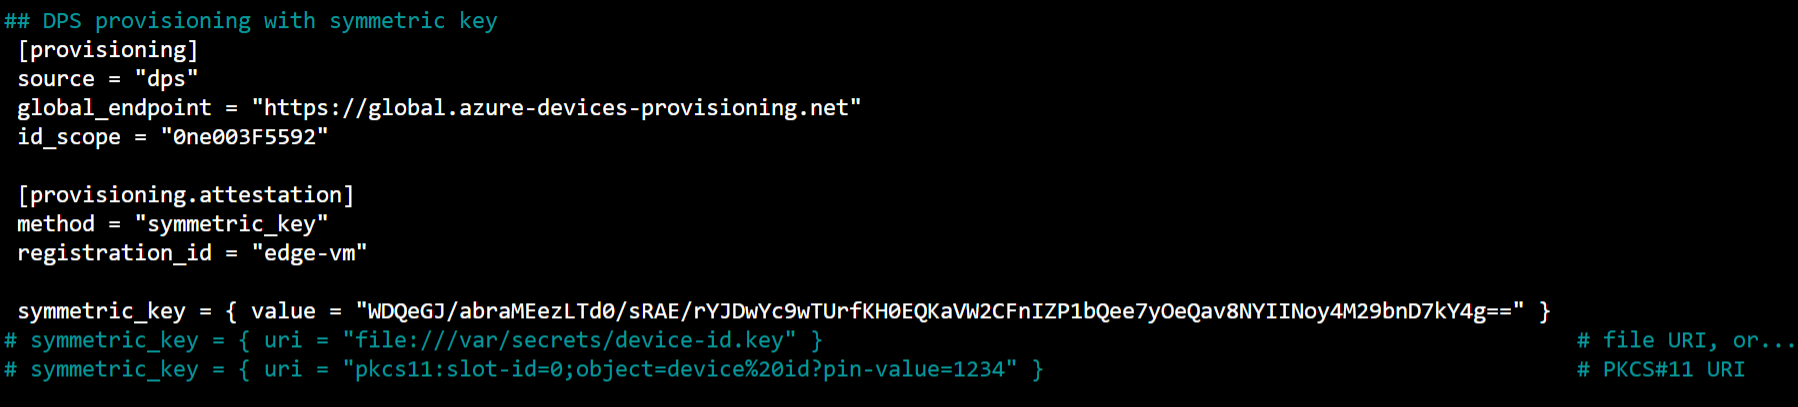 ## DPS provisioning with symmetric key
[provisioning]
source = "dps"
global_endpoint = "https://global.azure-devices-provisioning.net"
id_scope = "0ne003F5592"
[provisioning.attestation]
method = "symmetric_key"
registration_id = "edge-vm"
symmetric_key = { value = "WDQeGJ/abraMEezLTd0/sRAE/rYJDwYc9wTUrfKH0EQKaVW2CFnIZP1bQee7yOeQav8NYIINoy4M29bnD7kY4g==" }
# symmetric_key = { uri = "file:///var/secrets/device-id.key" } # file URI, or...
# symmetric_key = { uri = "pkcs11:slot-id=0;object=device%20id?pin-value=1234" } # PKCS#11 URI